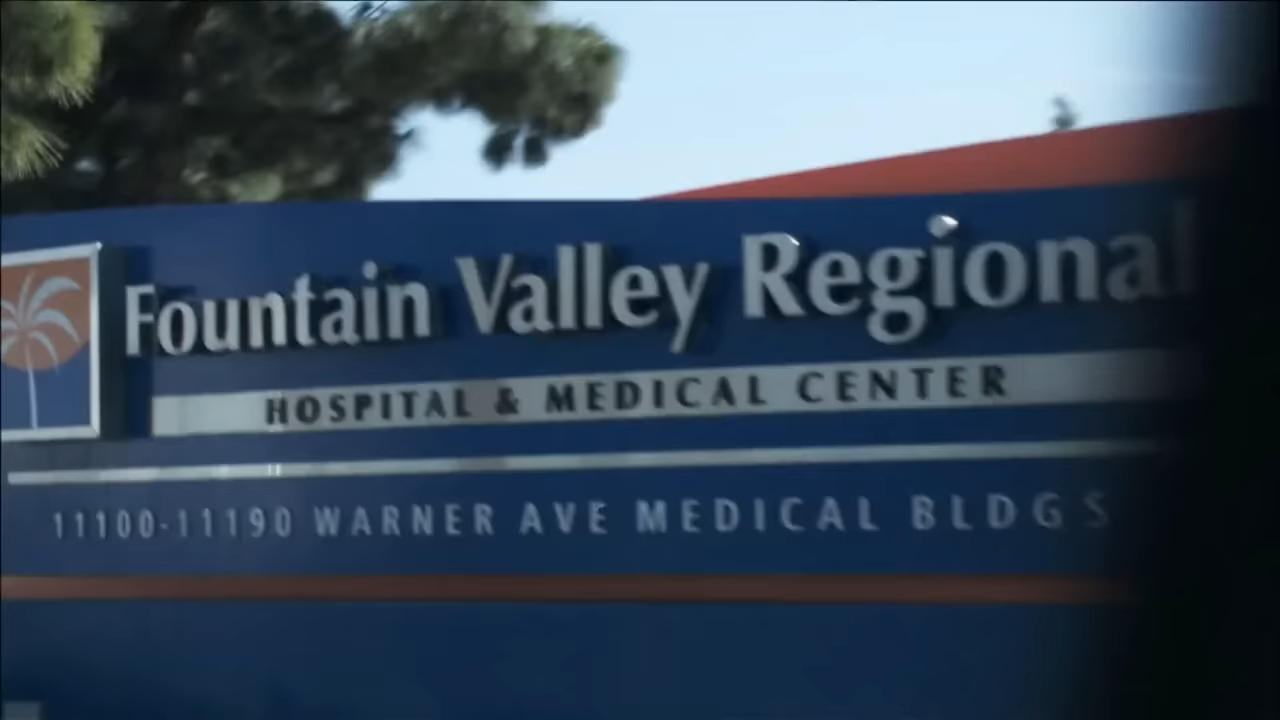 Fountain Valley Regional
HOSPITAL & MEDICAL CENTER
11100-11190 WARNER AVE MEDICAL BLDGS